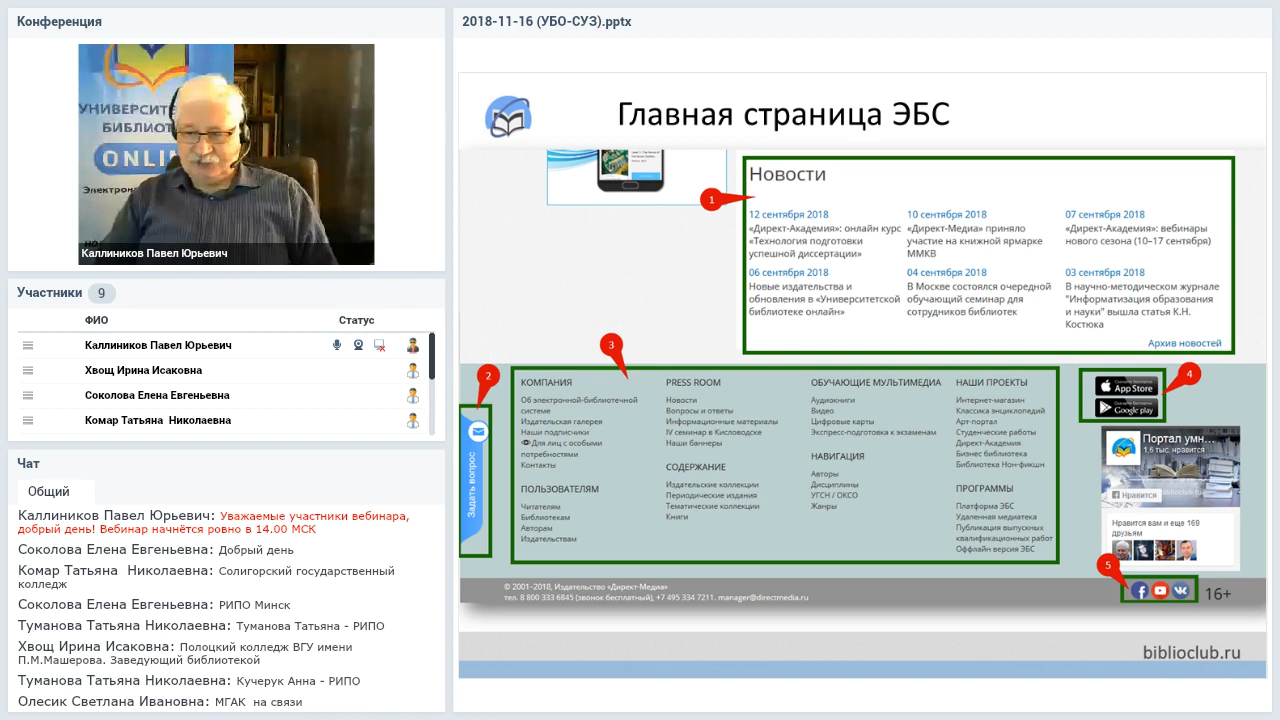 Конференция
УНИВЕРСИТЕ
БИБЛИОТ
ONLI
Электрон
Каллиников Павел Юрьевич
Участники 9
ФИО Статус
Каллиников Павел Юрьевич
Хвощ Ирина Исаковна
Соколова Елена Евгеньевна
Комар Татьяна Николаевна
Чат
Общий
Каллиников Павел Юрьевич: Уважаемые участники вебинара,
добрый день! Вебинар начнётся ровно в 14.00 МСК
Соколова Елена Евгеньевна: Добрый день
Комар Татьяна Николаевна: Солигорский государственный
колледж
Соколова Елена Евгеньевна: РИПО Минск
Туманова Татьяна Николаевна: Туманова Татьяна - РИПО
Хвощ Ирина Исаковна: Полоцкий колледж ВГУ имени
П.М.Машерова. Заведующий библиотекой
Туманова Татьяна Николаевна: Кучерук Анна - РИПО
Олесик Светлана Ивановна: МГАК на связи
2018-11-16 (УБО-СУЗ).pptx
Главная страница ЭБС
1
Новости
12 сентября 2018
«Директ-Академия»: онлайн курс
«Технология подготовки
успешной диссертации»
10 сентября 2018
«Директ-Медиа» приняло
участие на книжной ярмарке
ММКВ
07 сентября 2018
«Директ-Академия»: вебинары
нового сезона (10–17 сентября)
06 сентября 2018
Новые издательства и
обновления в «Университетской
библиотеке онлайн»
04 сентября 2018
В Москве состоялся очередной
обучающий семинар для
сотрудников библиотек
03 сентября 2018
В научно-методическом журнале
"Информатизация образования
и науки" вышла статья К.Н.
Костюка
Архив новостей
2
Задать вопрос
3
КОМПАНИЯ
Об электронной-библиотечной
системе
Издательская галерея
Наши подписчики
Для лиц с особыми
потребностями
Контакты
ПОЛЬЗОВАТЕЛЯМ
Читателям
Библиотекам
Авторам
Издательствам
PRESS ROOM
Новости
Вопросы и ответы
Информационные материалы
IV семинар в Кисловодске
Наши баннеры
СОДЕРЖАНИЕ
Издательские коллекции
Периодические издания
Тематические коллекции
Книги
ОБУЧАЮЩИЕ МУЛЬТИМЕДИА
Аудиокниги
Видео
Цифровые карты
Экспресс-подготовка к экзаменам
НАВИГАЦИЯ
Авторы
Дисциплины
УГСН / ОКСО
Жанры
НАШИ ПРОЕКТЫ
Интернет-магазин
Классика энциклопедий
Арт-портал
Студенческие работы
Директ-Академия
Бизнес библиотека
Библиотека Нон-фикшн
ПРОГРАММЫ
Платформа ЭБС
Удаленная медиатека
Публикация выпускных
квалификационных работ
Оффлайн версия ЭБС
4
App Store
Google play
Портал умн...
1,6 тыс. нравится
Нравится
Нравится вам и еще 169
друзьям
5
16+
© 2001–2018, Издательство «Директ-Медиа»
тел. 8 800 333 6845 (звонок бесплатный), +7 495 334 7211. manager@directmedia.ru
biblioclub.ru